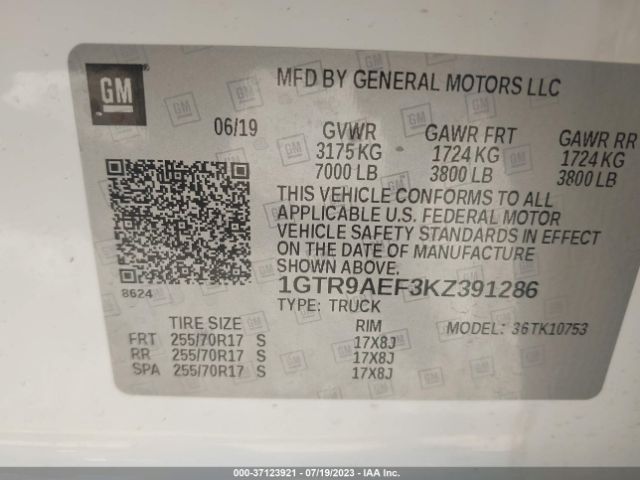 GM
MFD BY GENERAL MOTORS LLC
06/19
GVWR GAWR FRT GAWR RR
3175 KG 1724 KG 1724 KG
7000 LB 3800 LB 3800 LB
THIS VEHICLE CONFORMS TO ALL
APPLICABLE U.S. FEDERAL MOTOR
VEHICLE SAFETY STANDARDS IN EFFECT
ON THE DATE OF MANUFACTURE
SHOWN ABOVE.
8624
1GTR9AEF3KZ391286
TYPE: TRUCK
TIRE SIZE RIM MODEL: 36TK10753
FRT 255/70R17 S 17X8J
RR 255/70R17 S 17X8J
SPA 255/70R17 S 17X8J
000-37123921 - 07/19/2023 - IAA Inc.